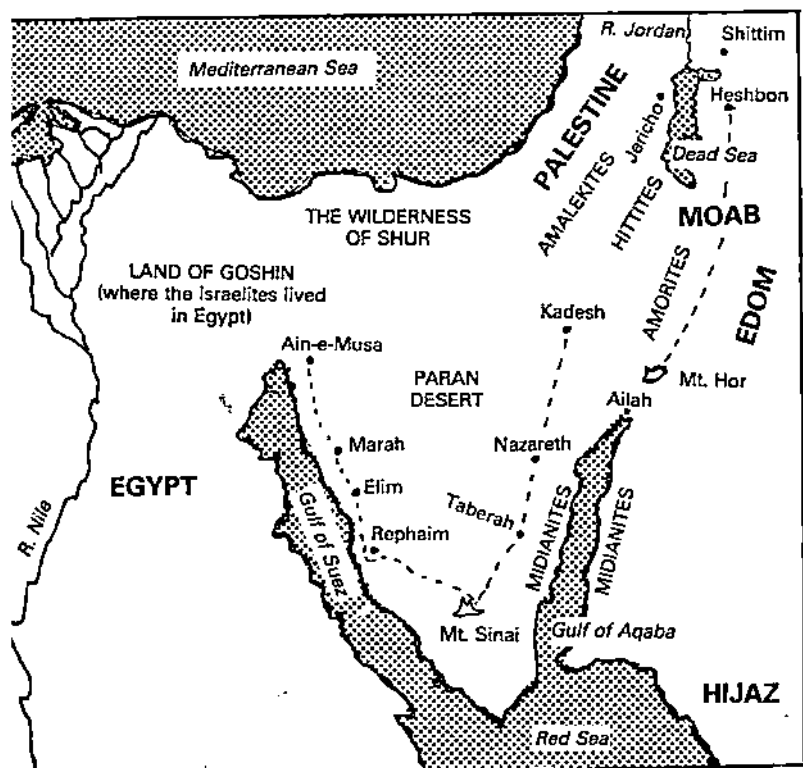 R. Jordan
Shittim
Mediterranean Sea
Heshbon
PALESTINE
Jericho
Dead Sea
AMALEKITES
HITTITES
MOAB
THE WILDERNESS
OF SHUR
LAND OF GOSHIN
(where the Israelites lived
in Egypt)
AMORITES
EDOM
Kadesh
Ain-e-Musa
PARAN
DESERT
Mt. Hor
Ailah
Marah
Nazareth
EGYPT
Elim
Gulf of Suez
Taberah
MIDIANITES
MIDIANITES
R. Nile
Rephaim
Mt. Sinai
Gulf of Aqaba
HIJAZ
Red Sea